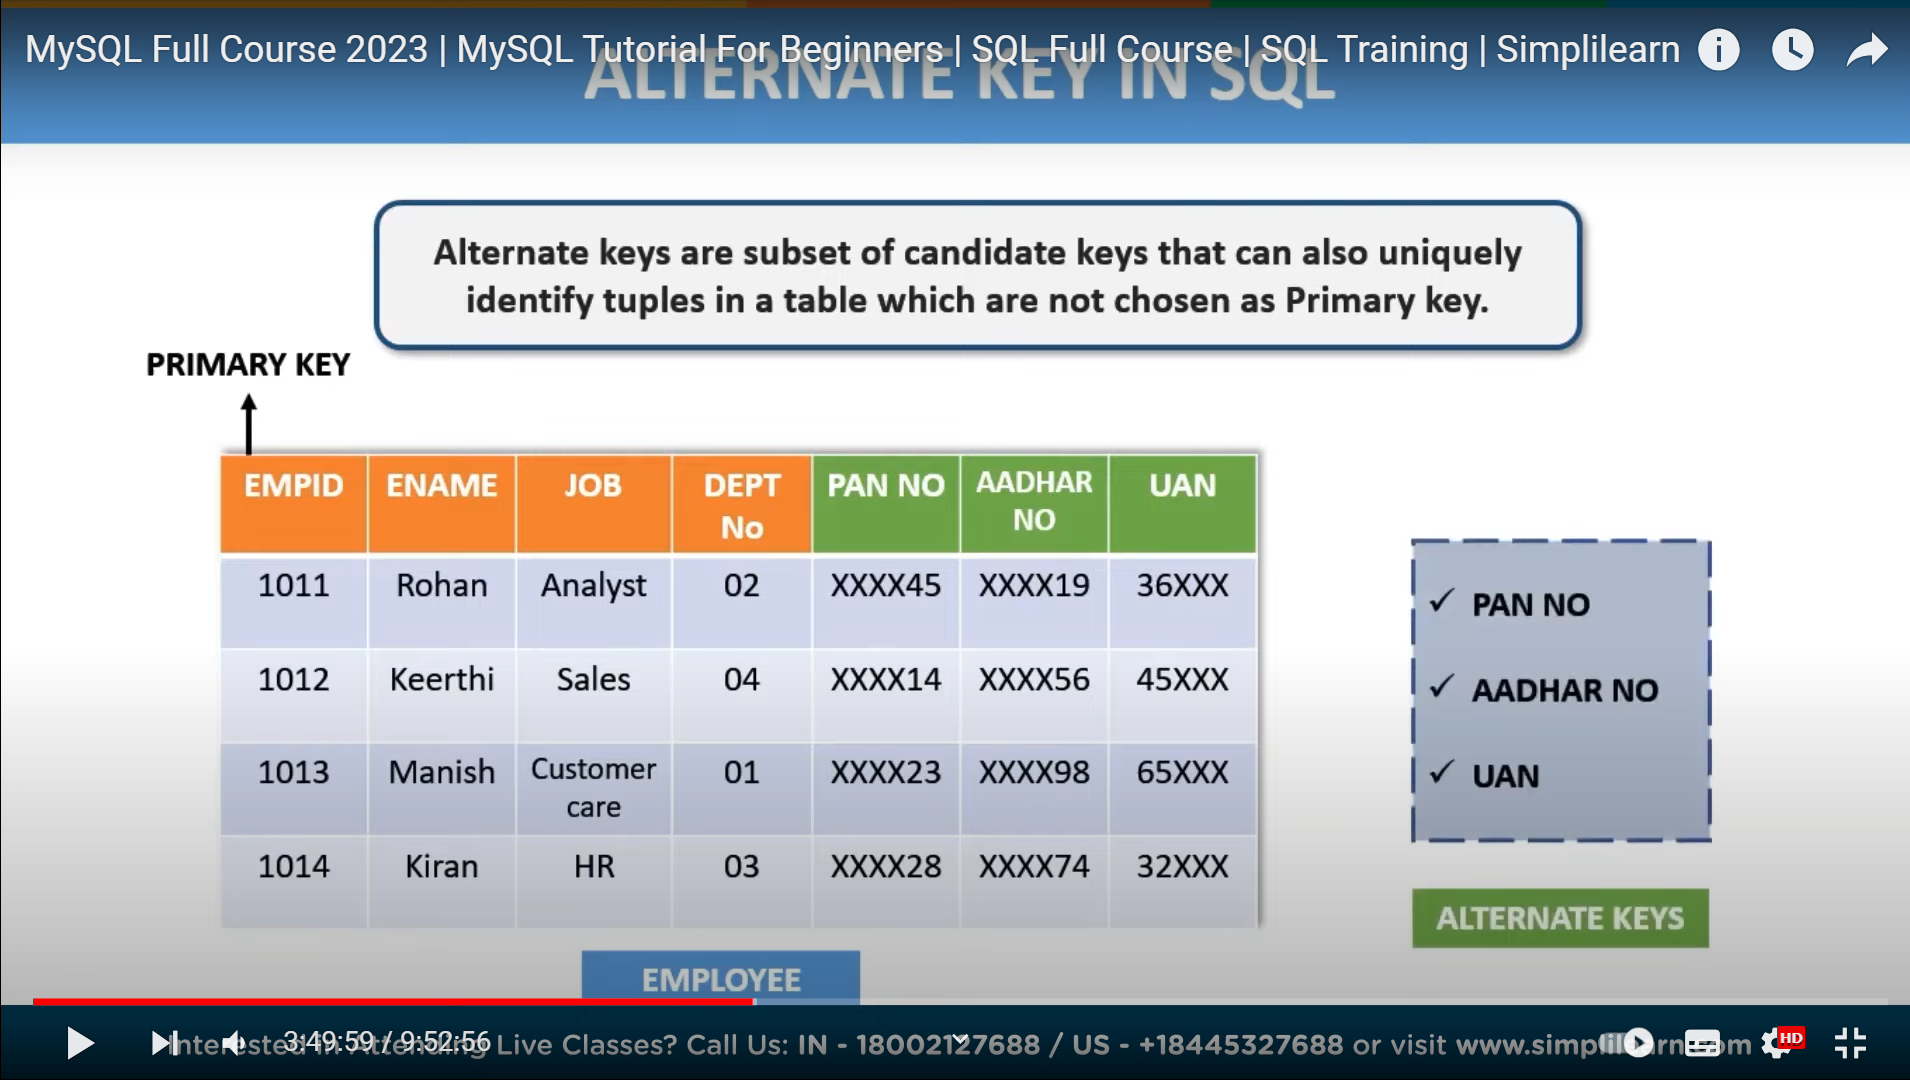 MySQL Full Course 2023 | MySQL Tutorial For Beginners | SQL Full Course | SQL Training | Simplilearn
ALTERNATE KEY IN SQL
Alternate keys are subset of candidate keys that can also uniquely
identify tuples in a table which are not chosen as Primary key.
PRIMARY KEY
EMPID ENAME JOB DEPT No PAN NO AADHAR NO UAN
1011 Rohan Analyst 02 XXXX45 XXXX19 36XXX
1012 Keerthi Sales 04 XXXX14 XXXX56 45XXX
1013 Manish Customer care 01 XXXX23 XXXX98 65XXX
1014 Kiran HR 03 XXXX28 XXXX74 32XXX
EMPLOYEE
✓ PAN NO
✓ AADHAR NO
✓ UAN
ALTERNATE KEYS
3:49:59 / 9:52:56
Interested in Attending Live Classes? Call Us: IN - 18002127688 / US - +18445327688 or visit www.simplilearn.com
HD